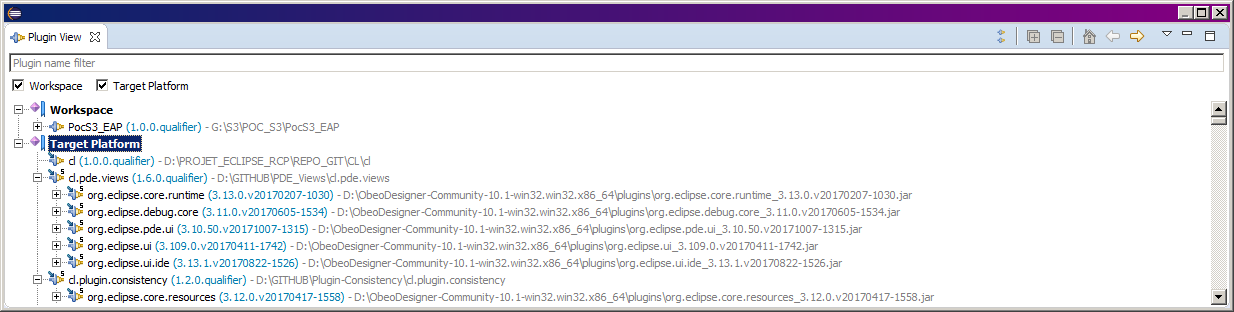 Plugin View
Plugin name filter
Workspace Target Platform
Workspace
PocS3_EAP (1.0.0.qualifier) - G:\S3\POC_S3\PocS3_EAP
Target Platform
cl (1.0.0.qualifier) - D:\PROJET_ECLIPSE_RCP\REPO_GIT\CL\cl
5 cl.pde.views (1.6.0.qualifier) - D:\GITHUB\PDE_Views\cl.pde.views
5 org.eclipse.core.runtime (3.13.0.v20170207-1030) - D:\ObeoDesigner-Community-10.1-win32.win32.x86_64\plugins\org.eclipse.core.runtime_3.13.0.v20170207-1030.jar
5 org.eclipse.debug.core (3.11.0.v20170605-1534) - D:\ObeoDesigner-Community-10.1-win32.win32.x86_64\plugins\org.eclipse.debug.core_3.11.0.v20170605-1534.jar
5 org.eclipse.pde.ui (3.10.50.v20171007-1315) - D:\ObeoDesigner-Community-10.1-win32.win32.x86_64\plugins\org.eclipse.pde.ui_3.10.50.v20171007-1315.jar
5 org.eclipse.ui (3.109.0.v20170411-1742) - D:\ObeoDesigner-Community-10.1-win32.win32.x86_64\plugins\org.eclipse.ui_3.109.0.v20170411-1742.jar
5 org.eclipse.ui.ide (3.13.1.v20170822-1526) - D:\ObeoDesigner-Community-10.1-win32.win32.x86_64\plugins\org.eclipse.ui.ide_3.13.1.v20170822-1526.jar
5 cl.plugin.consistency (1.2.0.qualifier) - D:\GITHUB\Plugin-Consistency\cl.plugin.consistency
5 org.eclipse.core.resources (3.12.0.v20170417-1558) - D:\ObeoDesigner-Community-10.1-win32.win32.x86_64\plugins\org.eclipse.core.resources_3.12.0.v20170417-1558.jar